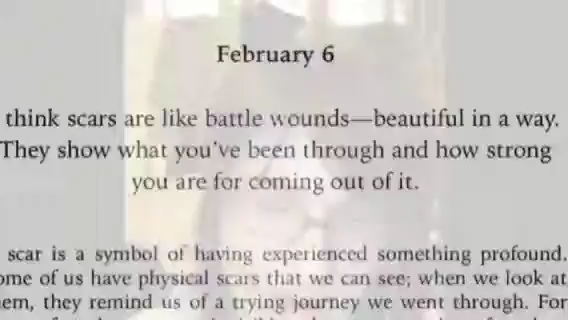 February 6
think scars are like battle wounds—beautiful in a way.
They show what you've been through and how strong
you are for coming out of it.
scar is a symbol of having experienced something profound.
ome of us have physical scars that we can see; when we look at
em, they remind us of a trying journey we went through. For